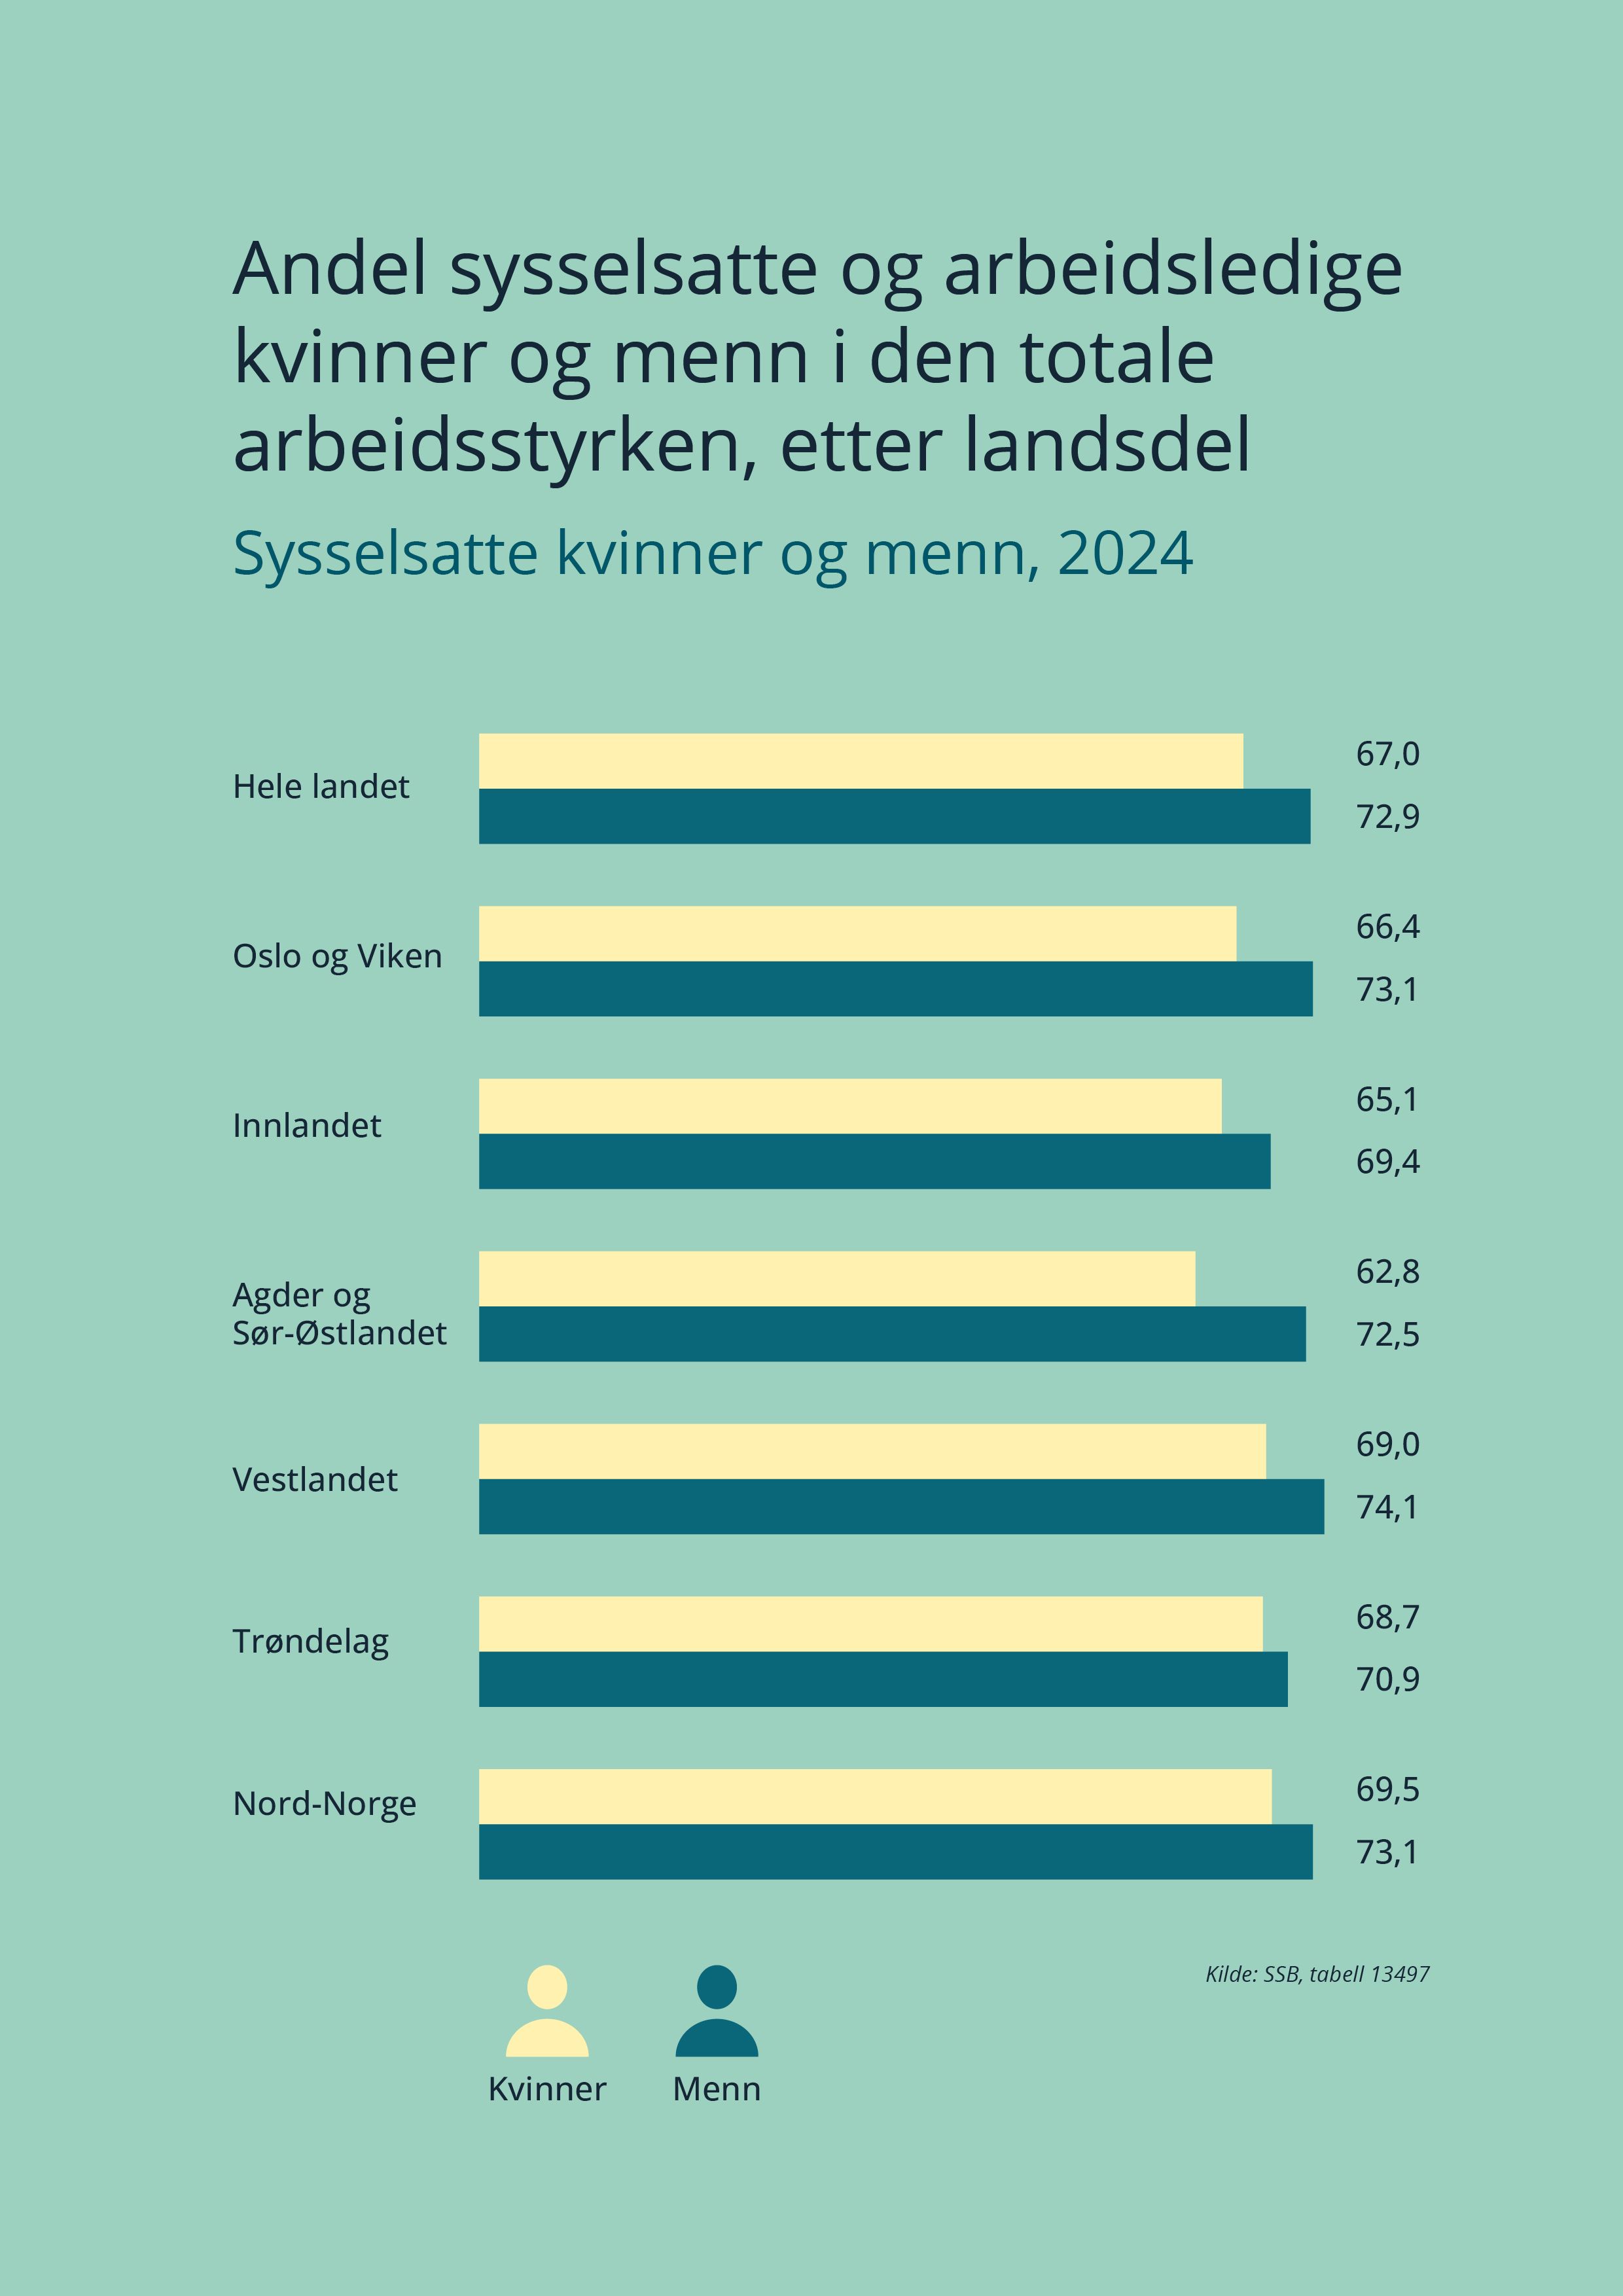 Andel sysselsatte og arbeidsledige
kvinner og menn i den totale
arbeidsstyrken, etter landsdel
Sysselsatte kvinner og menn, 2024
Hele landet
67,0
72,9
Oslo og Viken
66,4
73,1
Innlandet
65,1
69,4
Agder og
Sør-Østlandet
62,8
72,5
Vestlandet
69,0
74,1
Trøndelag
68,7
70,9
Nord-Norge
69,5
73,1
Kilde: SSB, tabell 13497
Kvinner
Menn